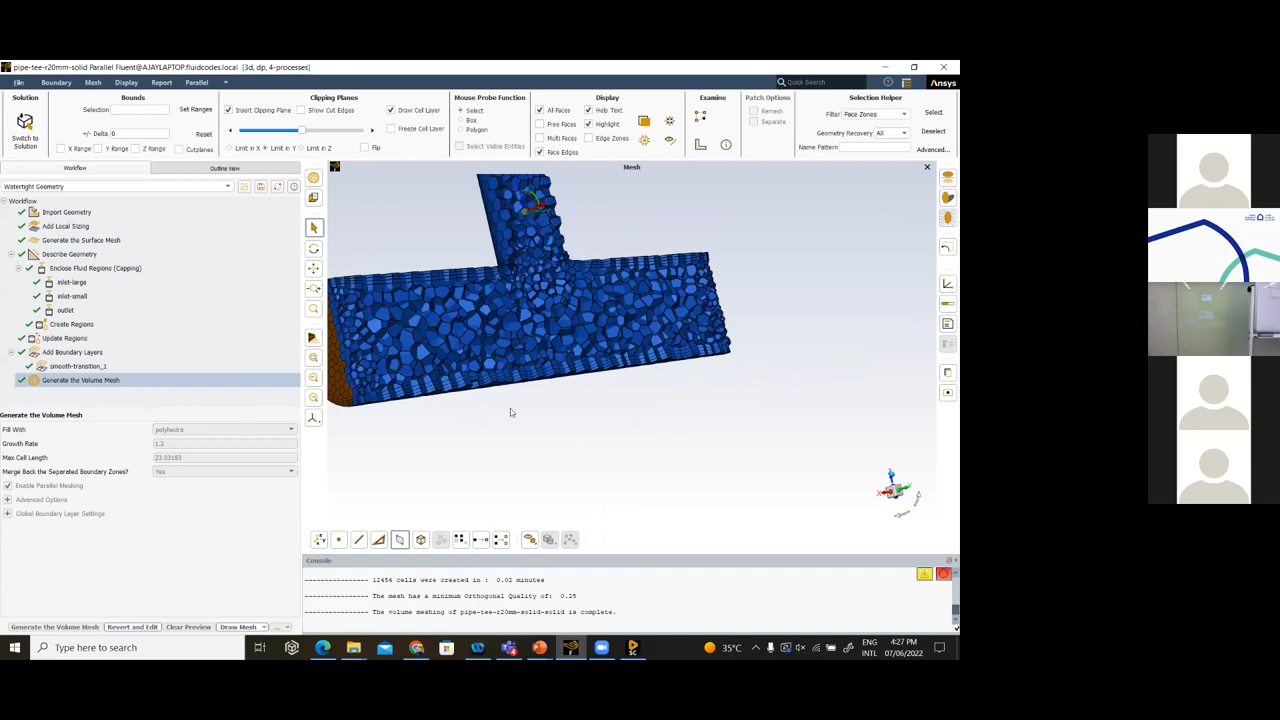 pipe-tee-r20mm-solid Parallel Fluent@AJAYLAPTOP.fluidcodes.local [3d, dp, 4-processes]
File Boundary Mesh Display Report Parallel
Quick Search
Ansys
Solution
Switch to
Solution
Bounds
Selection
Set Ranges
+/- Delta 0
Reset
X Range Y Range Z Range Cutplanes
Clipping Planes
Insert Clipping Plane Show Cut Edges Draw Cell Layer
Freeze Cell Layer
Limit in X Limit in Y Limit in Z Flip
Mouse Probe Function
Select
Box
Polygon
Select Visible Entities
Display
All Faces Help Text
Free Faces Highlight
Multi Faces Edge Zones
Face Edges
Examine
Patch Options
Remesh
Separate
Selection Helper
Filter Face Zones
Geometry Recovery All
Name Pattern
Select
Deselect
Advanced...
Workflow
Outline View
Mesh
Watertight Geometry
Workflow
Import Geometry
Add Local Sizing
Generate the Surface Mesh
Describe Geometry
Enclose Fluid Regions (Capping)
inlet-large
inlet-small
outlet
Create Regions
Update Regions
Add Boundary Layers
smooth-transition_1
Generate the Volume Mesh
Generate the Volume Mesh
Fill With polyhedra
Growth Rate 1.2
Max Cell Length 23.03183
Merge Back the Separated Boundary Zones? Yes
Enable Parallel Meshing
Advanced Options
Global Boundary Layer Settings
Z
X
Y
Console
---------------- 12454 cells were created in : 0.02 minutes
---------------- The mesh has a minimum Orthogonal Quality of: 0.25
---------------- The volume meshing of pipe-tee-r20mm-solid-solid is complete.
Generate the Volume Mesh Revert and Edit Clear Preview Draw Mesh ...
Type here to search
SC
35°C
ENG
INTL
4:27 PM
07/06/2022